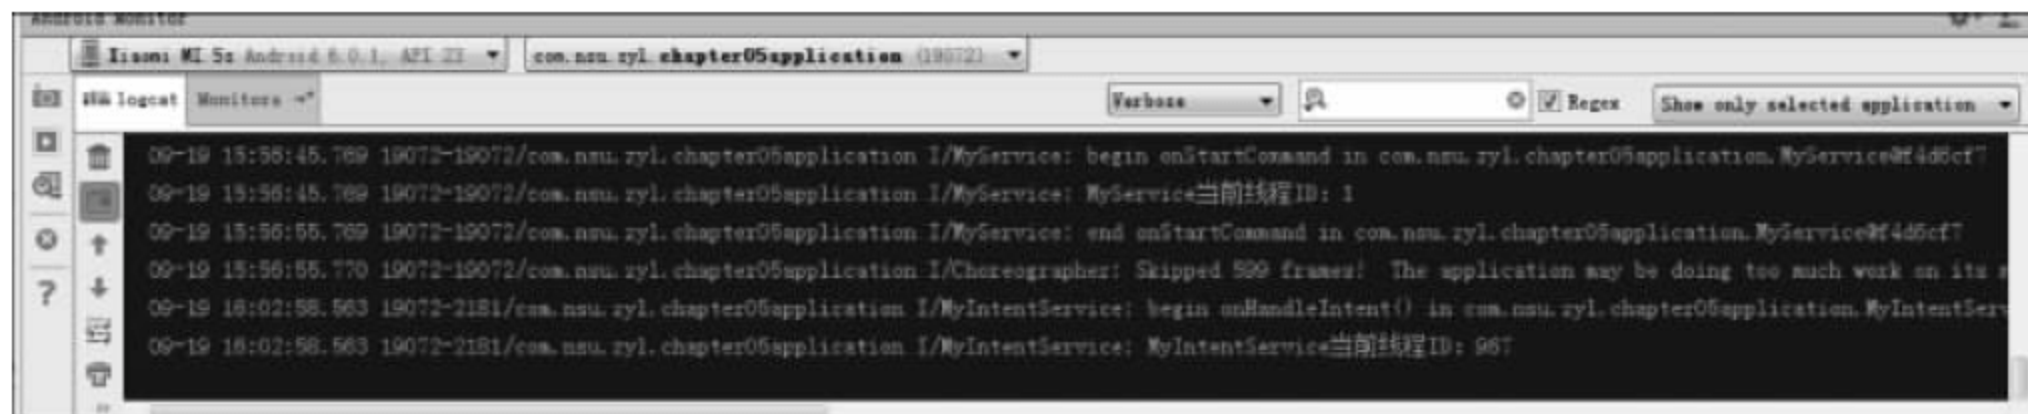 Android Monitor
Xiaomi MI 5s Android 6.0.1, API 23 com.nsu.zyl.chapter05application (19072)
logcat Monitors Verbose Regex Show only selected application
09-19 15:56:45.769 19072-19072/com.nsu.zyl.chapter05application I/MyService: begin onStartCommand in com.nsu.zyl.chapter05application.MyService@f4d6cf7
09-19 15:56:45.769 19072-19072/com.nsu.zyl.chapter05application I/MyService: MyService当前线程ID: 1
09-19 15:56:55.769 19072-19072/com.nsu.zyl.chapter05application I/MyService: end onStartCommand in com.nsu.zyl.chapter05application.MyService@f4d6cf7
09-19 15:56:55.770 19072-19072/com.nsu.zyl.chapter05application I/Choreographer: Skipped 599 frames! The application may be doing too much work on its
09-19 16:02:58.563 19072-2181/com.nsu.zyl.chapter05application I/MyIntentService: begin onHandleIntent() in com.nsu.zyl.chapter05application.MyIntentServ
09-19 16:02:58.563 19072-2181/com.nsu.zyl.chapter05application I/MyIntentService: MyIntentService当前线程ID: 967